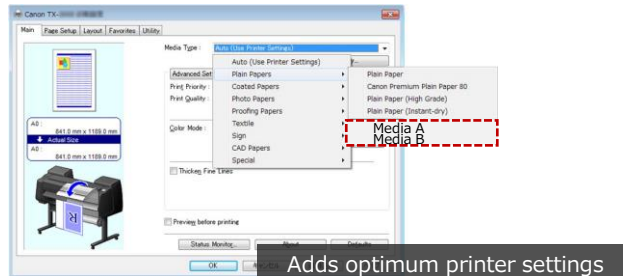 Canon TX-
Main Page Setup Layout Favorites Utility
Media Type : Auto (Use Printer Settings)
Auto (Use Printer Settings)
Advanced Set Plain Papers Plain Paper
Print Priority : Coated Papers Canon Premium Plain Paper 80
Print Quality : Photo Papers Plain Paper (High Grade)
Proofing Papers Plain Paper (Instant-dry)
Color Mode : Textile Media A
Sign Media B
CAD Papers
Special
A0 :
841.0 mm x 1189.0 mm
Actual Size
A0 :
841.0 mm x 1189.0 mm
Thicken Fine Lines
R
Preview before printing
Status Monitor... About Defaults
OK
Adds optimum printer settings